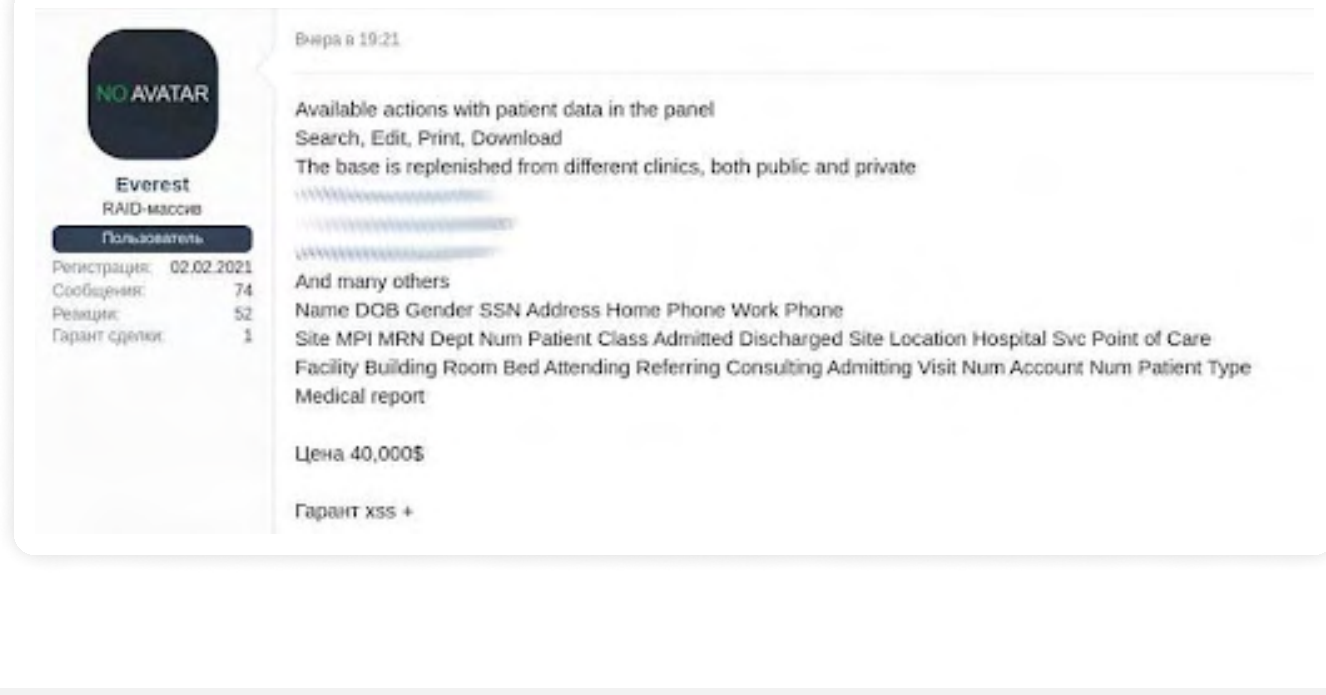 Вчера в 19:21
NO AVATAR
Everest
RAID-массив
Пользователь
Регистрация: 02.02.2021
Сообщения: 74
Реакции: 52
Гарант сделки: 1
Available actions with patient data in the panel
Search, Edit, Print, Download
The base is replenished from different clinics, both public and private
And many others
Name DOB Gender SSN Address Home Phone Work Phone
Site MPI MRN Dept Num Patient Class Admitted Discharged Site Location Hospital Svc Point of Care
Facility Building Room Bed Attending Referring Consulting Admitting Visit Num Account Num Patient Type
Medical report
Цена 40,000$
Гарант xss +